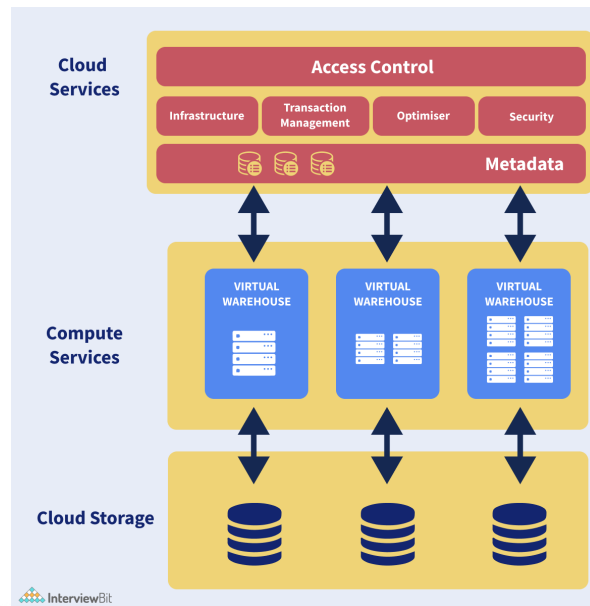 Cloud
Services
Access Control
Infrastructure
Transaction
Management
Optimiser
Security
Metadata
Compute
Services
VIRTUAL
WAREHOUSE
VIRTUAL
WAREHOUSE
VIRTUAL
WAREHOUSE
Cloud Storage
InterviewBit